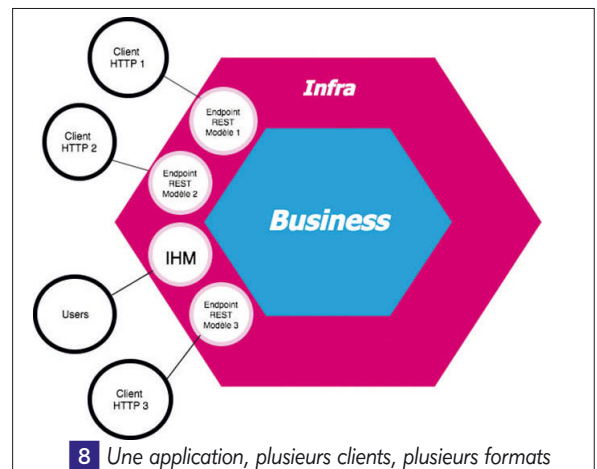 Client
HTTP 1
Infra
Endpoint
REST
Modèle 1
Client
HTTP 2
Endpoint
REST
Modèle 2
Business
IHM
Users
Endpoint
REST
Modèle 3
Client
HTTP 3
8 Une application, plusieurs clients, plusieurs formats